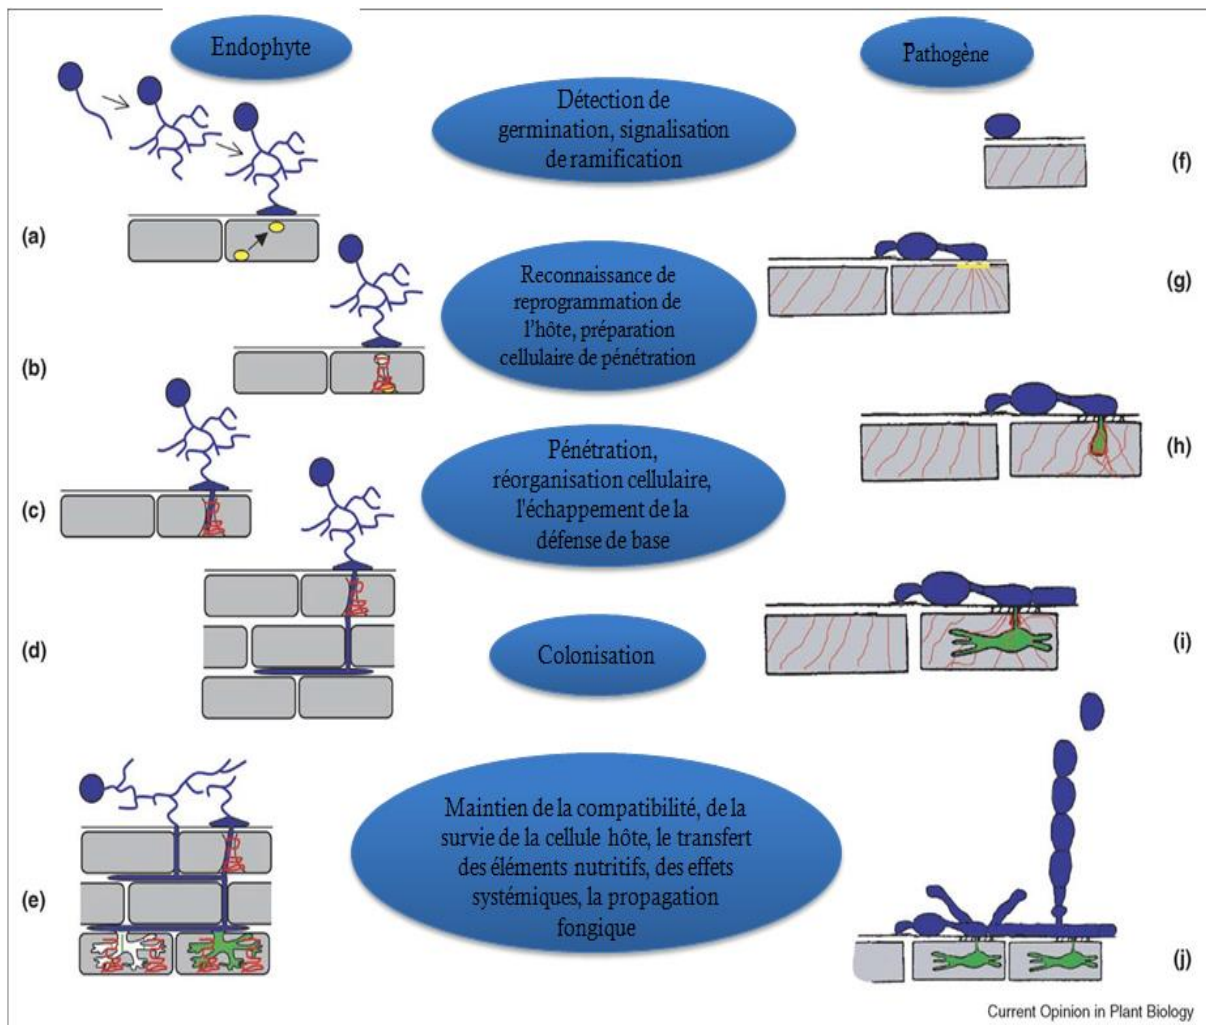 Endophyte
Pathogène
Détection de
germination, signalisation
de ramification
(f)
(a)
Reconnaissance de
reprogrammation de
l'hôte, préparation
cellulaire de pénétration
(g)
(b)
Pénétration,
réorganisation cellulaire,
l'échappement de la
défense de base
(h)
(c)
Colonisation
(i)
(d)
Maintien de la compatibilité, de la
survie de la cellule hôte, le transfert
des éléments nutritifs, des effets
systémiques, la propagation
fongique
(e)
(j)
Current Opinion in Plant Biology